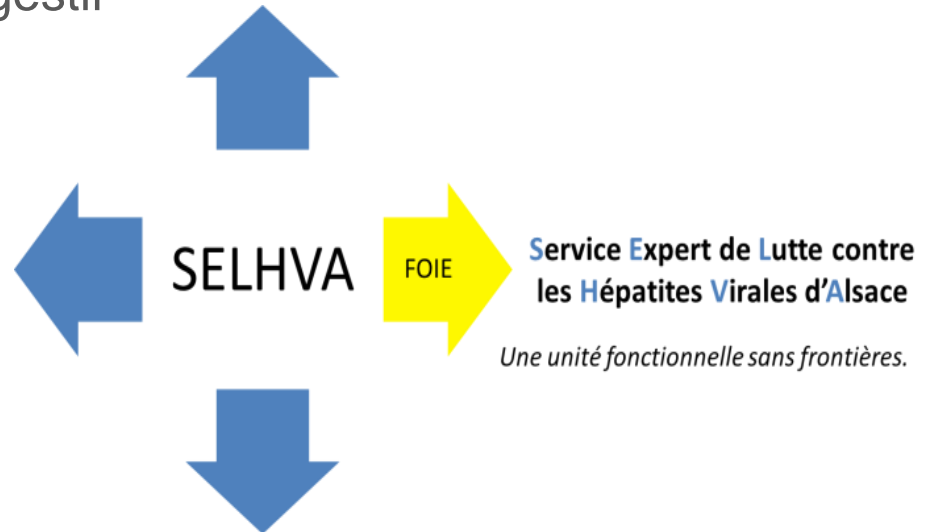 SELHVA
FOIE
Service Expert de Lutte contre
les Hépatites Virales d'Alsace
Une unité fonctionnelle sans frontières.